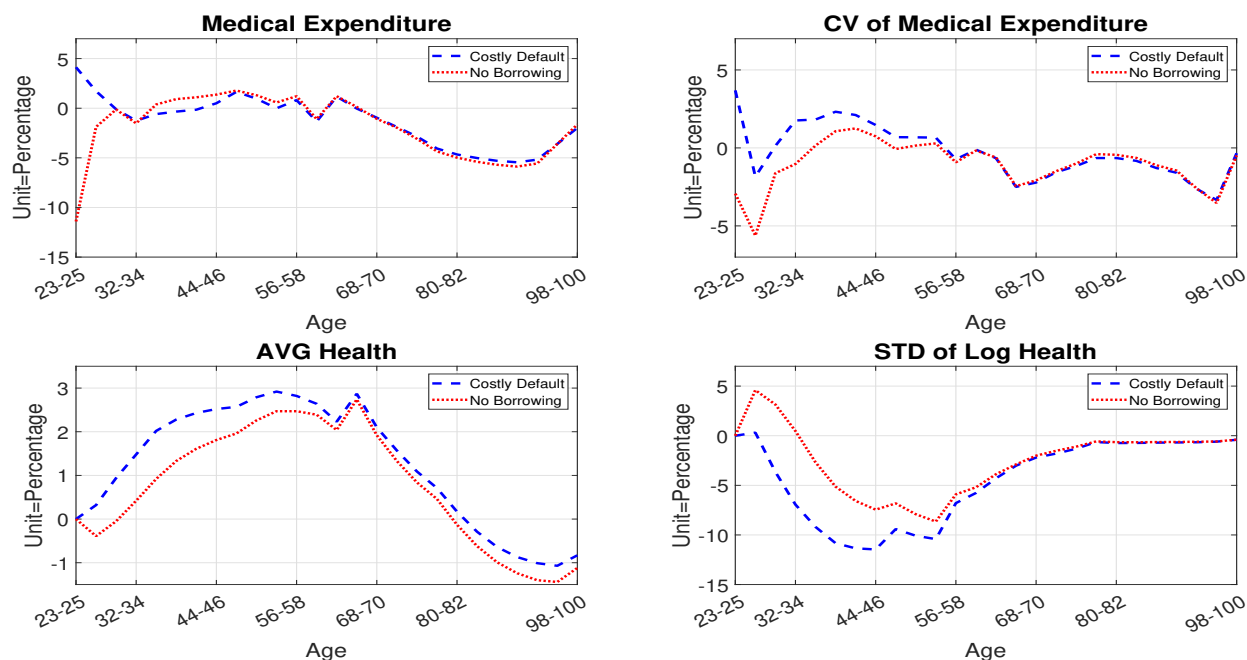 Medical Expenditure
Unit=Percentage
5
0
-5
-10
-15
Costly Default
No Borrowing
23-25
32-34
44-46
56-58
68-70
80-82
98-100
Age
CV of Medical Expenditure
Unit=Percentage
5
0
-5
Costly Default
No Borrowing
23-25
32-34
44-46
56-58
68-70
80-82
98-100
Age
AVG Health
Unit=Percentage
3
2
1
0
-1
Costly Default
No Borrowing
23-25
32-34
44-46
56-58
68-70
80-82
98-100
Age
STD of Log Health
Unit=Percentage
5
0
-5
-10
-15
Costly Default
No Borrowing
23-25
32-34
44-46
56-58
68-70
80-82
98-100
Age